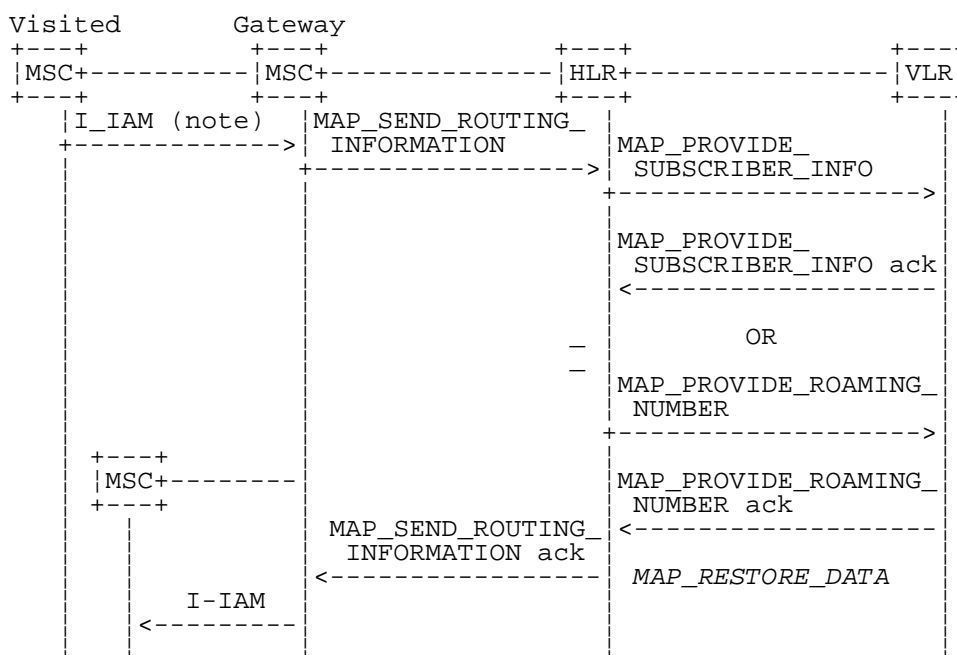 Visited Gateway
MSC MSC HLR VLR
I_IAM (note) MAP_SEND_ROUTING_
INFORMATION MAP_PROVIDE_
SUBSCRIBER_INFO
MAP_PROVIDE_
SUBSCRIBER_INFO ack
OR
MAP_PROVIDE_ROAMING_
NUMBER
MSC MAP_PROVIDE_ROAMING_
NUMBER ack
MAP_SEND_ROUTING_
INFORMATION ack
MAP_RESTORE_DATA
I-IAM